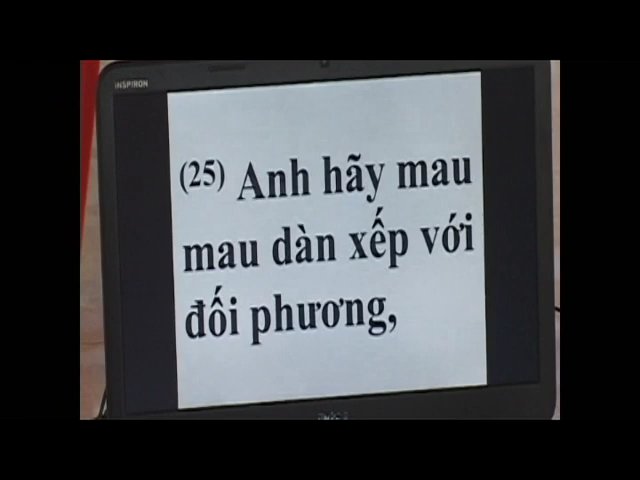 INSPIRON
(25) Anh hãy mau
mau dàn xếp với
đối phương,